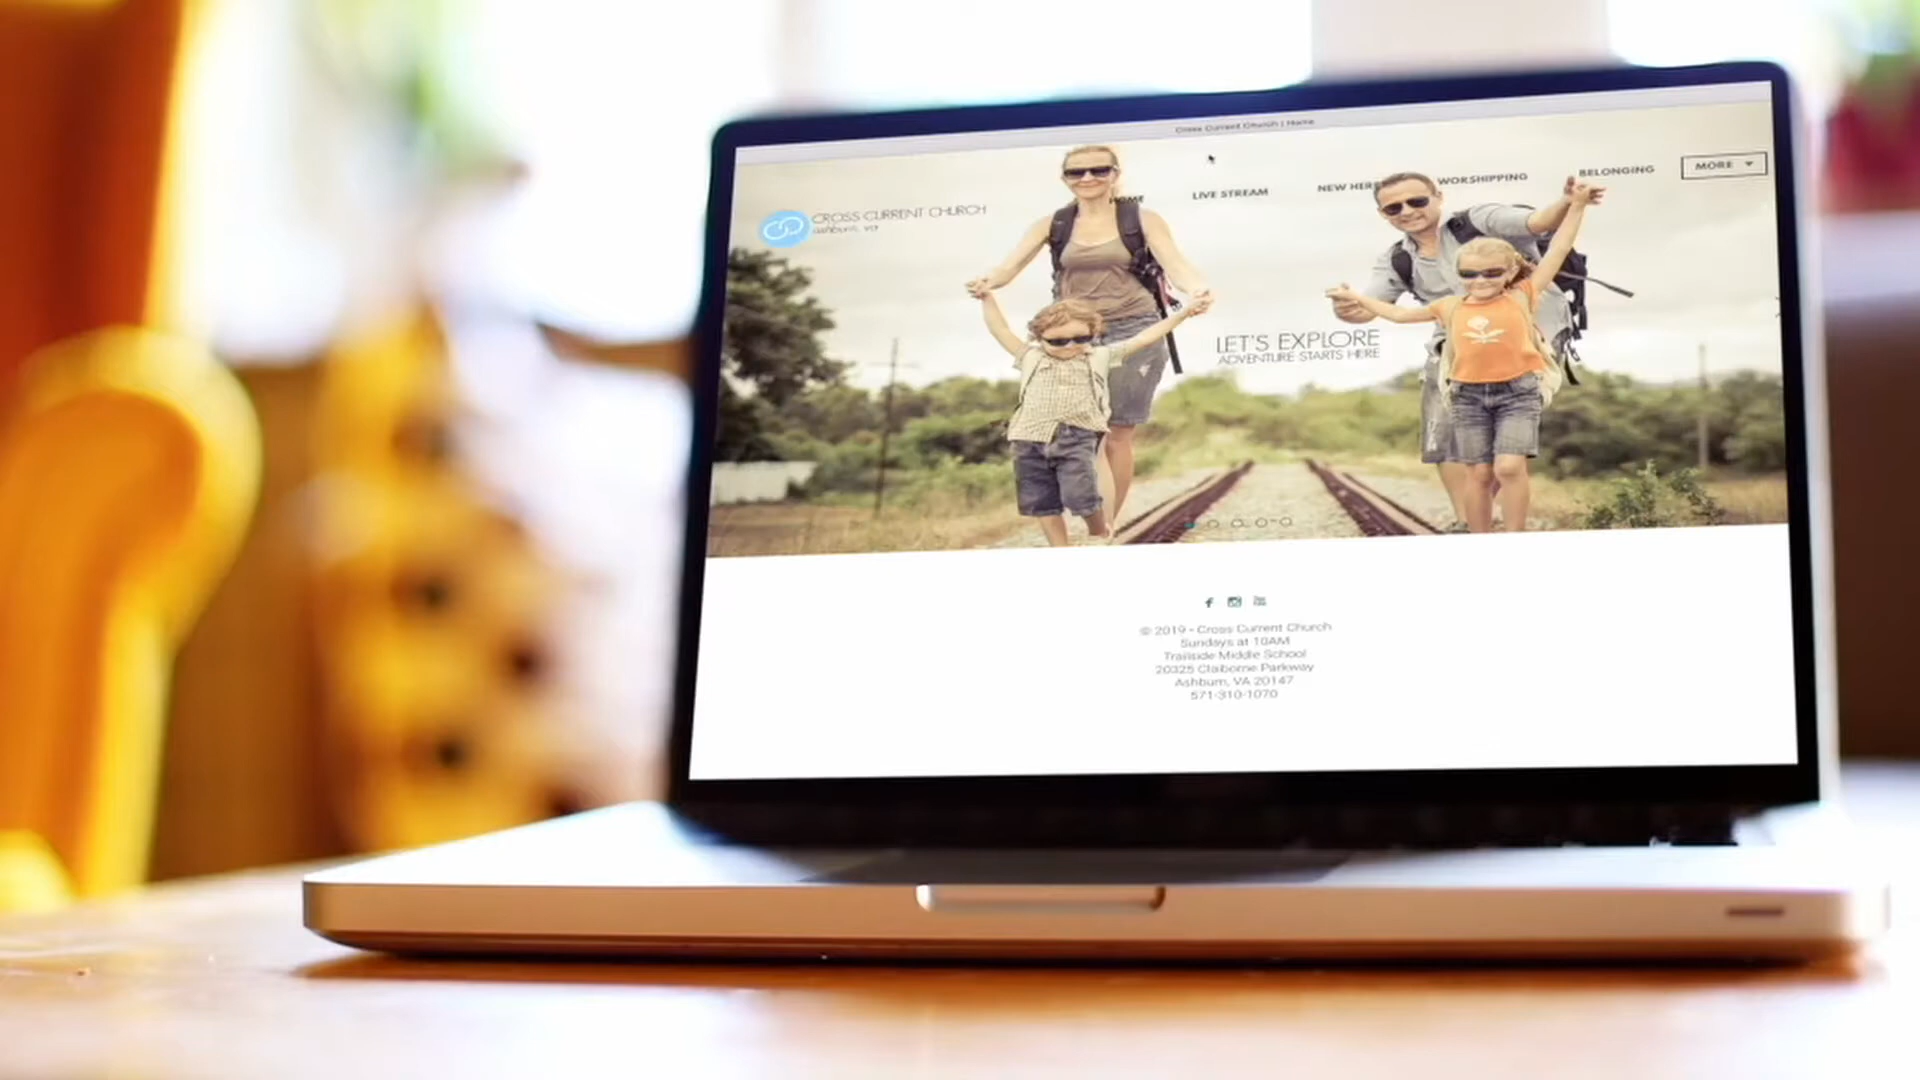 Cross Current Church | Home
CROSS CURRENT CHURCH
ashburn, va
HOME
LIVE STREAM
NEW HERE
WORSHIPPING
BELONGING
MORE
LET'S EXPLORE
ADVENTURE STARTS HERE
© 2019 - Cross Current Church
Sundays at 10AM
Trailside Middle School
20325 Claiborne Parkway
Ashburn, VA 20147
571-310-1070